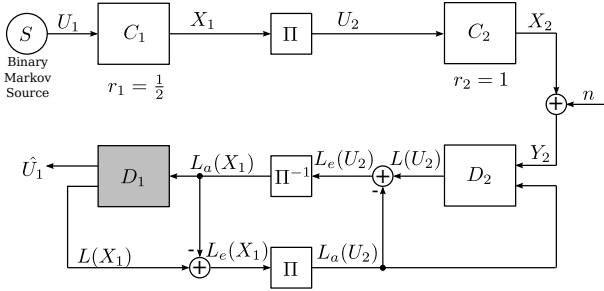 S
Binary
Markov
Source
U_1
C_1
r_1 = 1/2
X_1
Π
U_2
C_2
r_2 = 1
X_2
+
n
Û_1
D_1
L_a(X_1)
Π^{-1}
L_e(U_2)
+
-
L(U_2)
D_2
Y_2
L(X_1)
-
+
L_e(X_1)
Π
L_a(U_2)